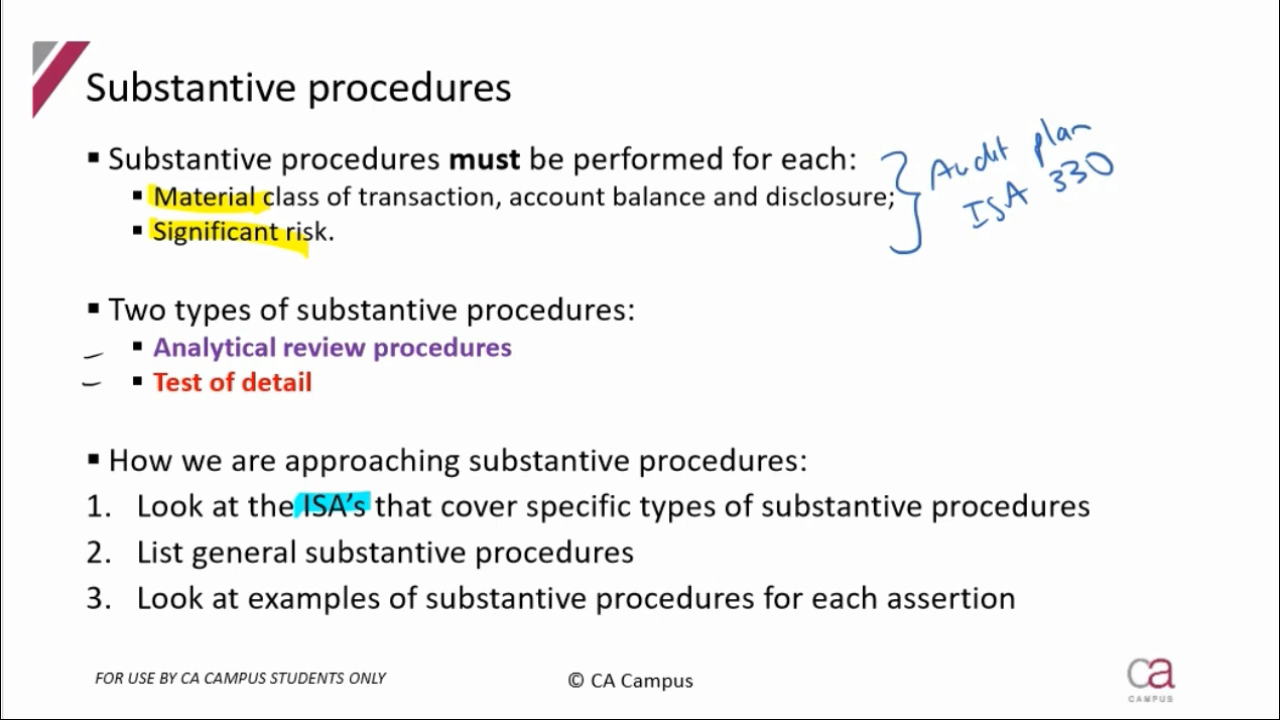 Substantive procedures
▪ Substantive procedures must be performed for each:
▪ Material class of transaction, account balance and disclosure;
▪ Significant risk.
Audit plan
ISA 330
▪ Two types of substantive procedures:
▪ Analytical review procedures
▪ Test of detail
▪ How we are approaching substantive procedures:
1. Look at the ISA's that cover specific types of substantive procedures
2. List general substantive procedures
3. Look at examples of substantive procedures for each assertion
FOR USE BY CA CAMPUS STUDENTS ONLY
© CA Campus
ca
CAMPUS